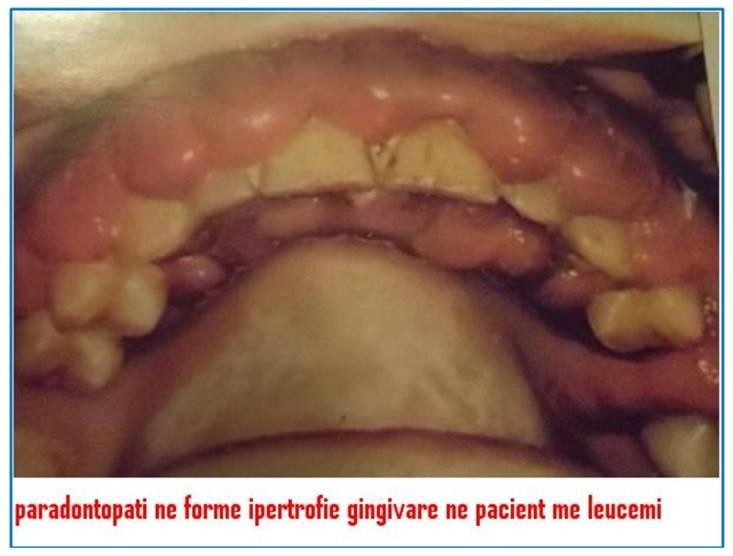 paradontopati ne forme ipertrofie gingivare ne pacient me leucemi